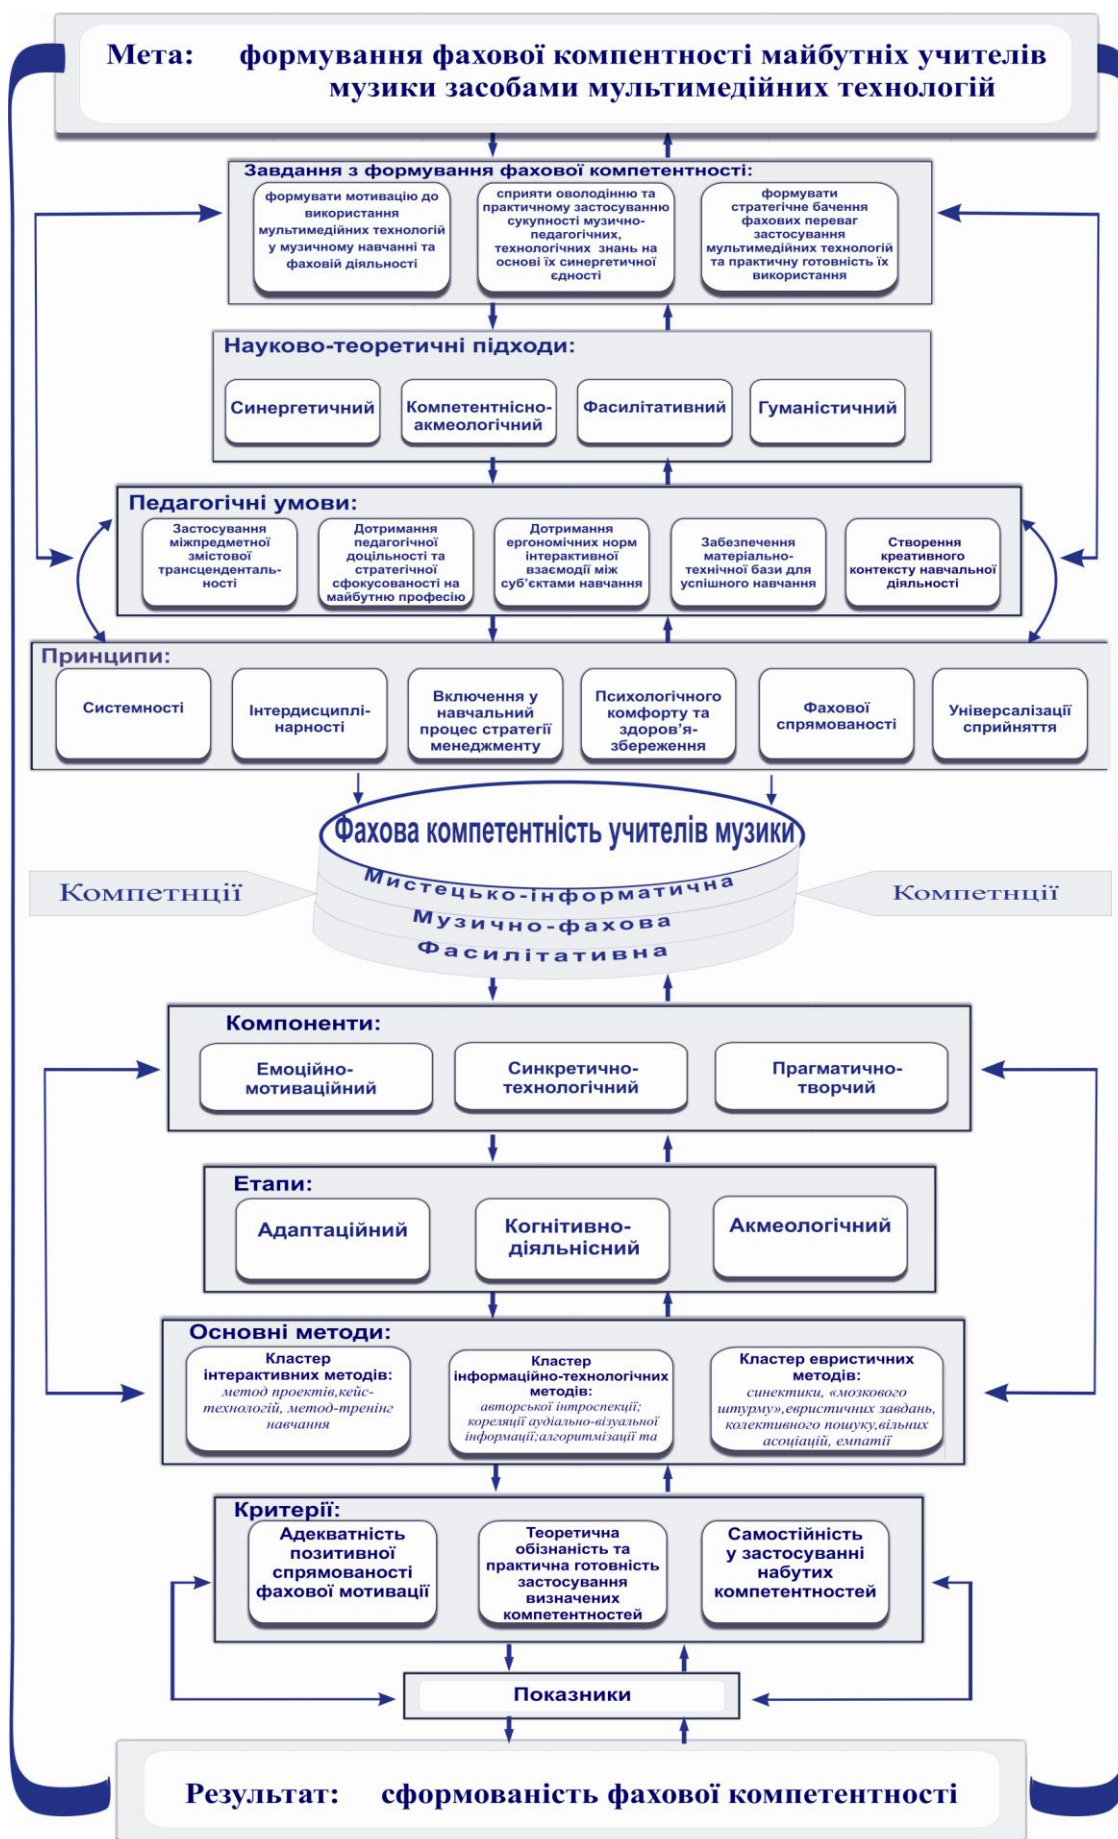 Мета: формування фахової компентності майбутніх учителів
музики засобами мультимедійних технологій
Завдання з формування фахової компетентності:
формувати мотивацію до
використання
мультимедійних технологій
у музичному навчанні та
фаховій діяльності
сприяти оволодінню та
практичному застосуванню
сукупності музично-
педагогічних,
технологічних знань на
основі їх синергетичної
єдності
формувати
стратегічне бачення
фахових переваг
застосування
мультимедійних технологій
та практичну готовність їх
використання
Науково-теоретичні підходи:
Синергетичний
Компетентнісно-
акмеологічний
Фасилітативний
Гуманістичний
Педагогічні умови:
Застосування
міжпредметної
змістової
трансценденталь-
ності
Дотримання
педагогічної
доцільності та
стратегічної
сфокусованості на
майбутню професію
Дотримання
ергономічних норм
інтерактивної
взаємодії між
суб’єктами навчання
Забезпечення
матеріально-
технічної бази для
успішного навчання
Створення
креативного
контексту навчальної
діяльності
Принципи:
Системності
Інтердисциплі-
нарності
Включення у
навчальний
процес стратегії
менеджменту
Психологічного
комфорту та
здоров’я-
збереження
Фахової
спрямованості
Універсалізації
сприйняття
Фахова компетентність учителів музики
Компетнції
Мистецько-інформатична
Музично-фахова
Фасилітативна
Компетнції
Компоненти:
Емоційно-
мотиваційний
Синкретично-
технологічний
Прагматично-
творчий
Етапи:
Адаптаційний
Когнітивно-
діяльнісний
Акмеологічний
Основні методи:
Кластер
інтерактивних методів:
метод проектів,кейс-
технологій, метод-тренінг
навчання
Кластер
інформаційно-технологічних
методів:
авторської інтроспекції;
кореляції аудіально-візуальної
інформації;алгоритмізації та
Кластер евристичних
методів:
синектики, «мозкового
штурму»,евристичних завдань,
колективного пошуку,вільних
асоціацій, емпатії
Критерії:
Адекватність
позитивної
спрямованості
фахової мотивації
Теоретична
обізнаність та
практична готовність
застосування
визначених
компетентностей
Самостійність
у застосуванні
набутих
компетентностей
Показники
Результат: сформованість фахової компетентності